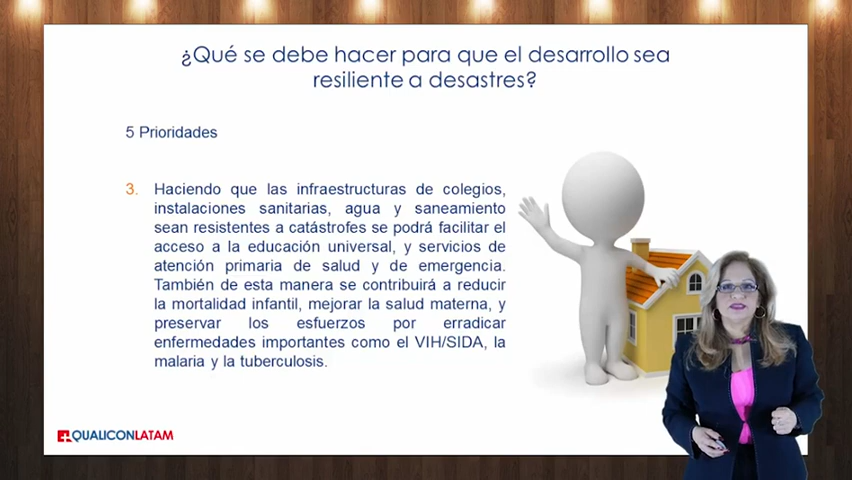 ¿Qué se debe hacer para que el desarrollo sea
resiliente a desastres?
5 Prioridades
3. Haciendo que las infraestructuras de colegios,
instalaciones sanitarias, agua y saneamiento
sean resistentes a catástrofes se podrá facilitar el
acceso a la educación universal, y servicios de
atención primaria de salud y de emergencia.
También de esta manera se contribuirá a reducir
la mortalidad infantil, mejorar la salud materna, y
preservar los esfuerzos por erradicar
enfermedades importantes como el VIH/SIDA, la
malaria y la tuberculosis.
QUALICONLATAM